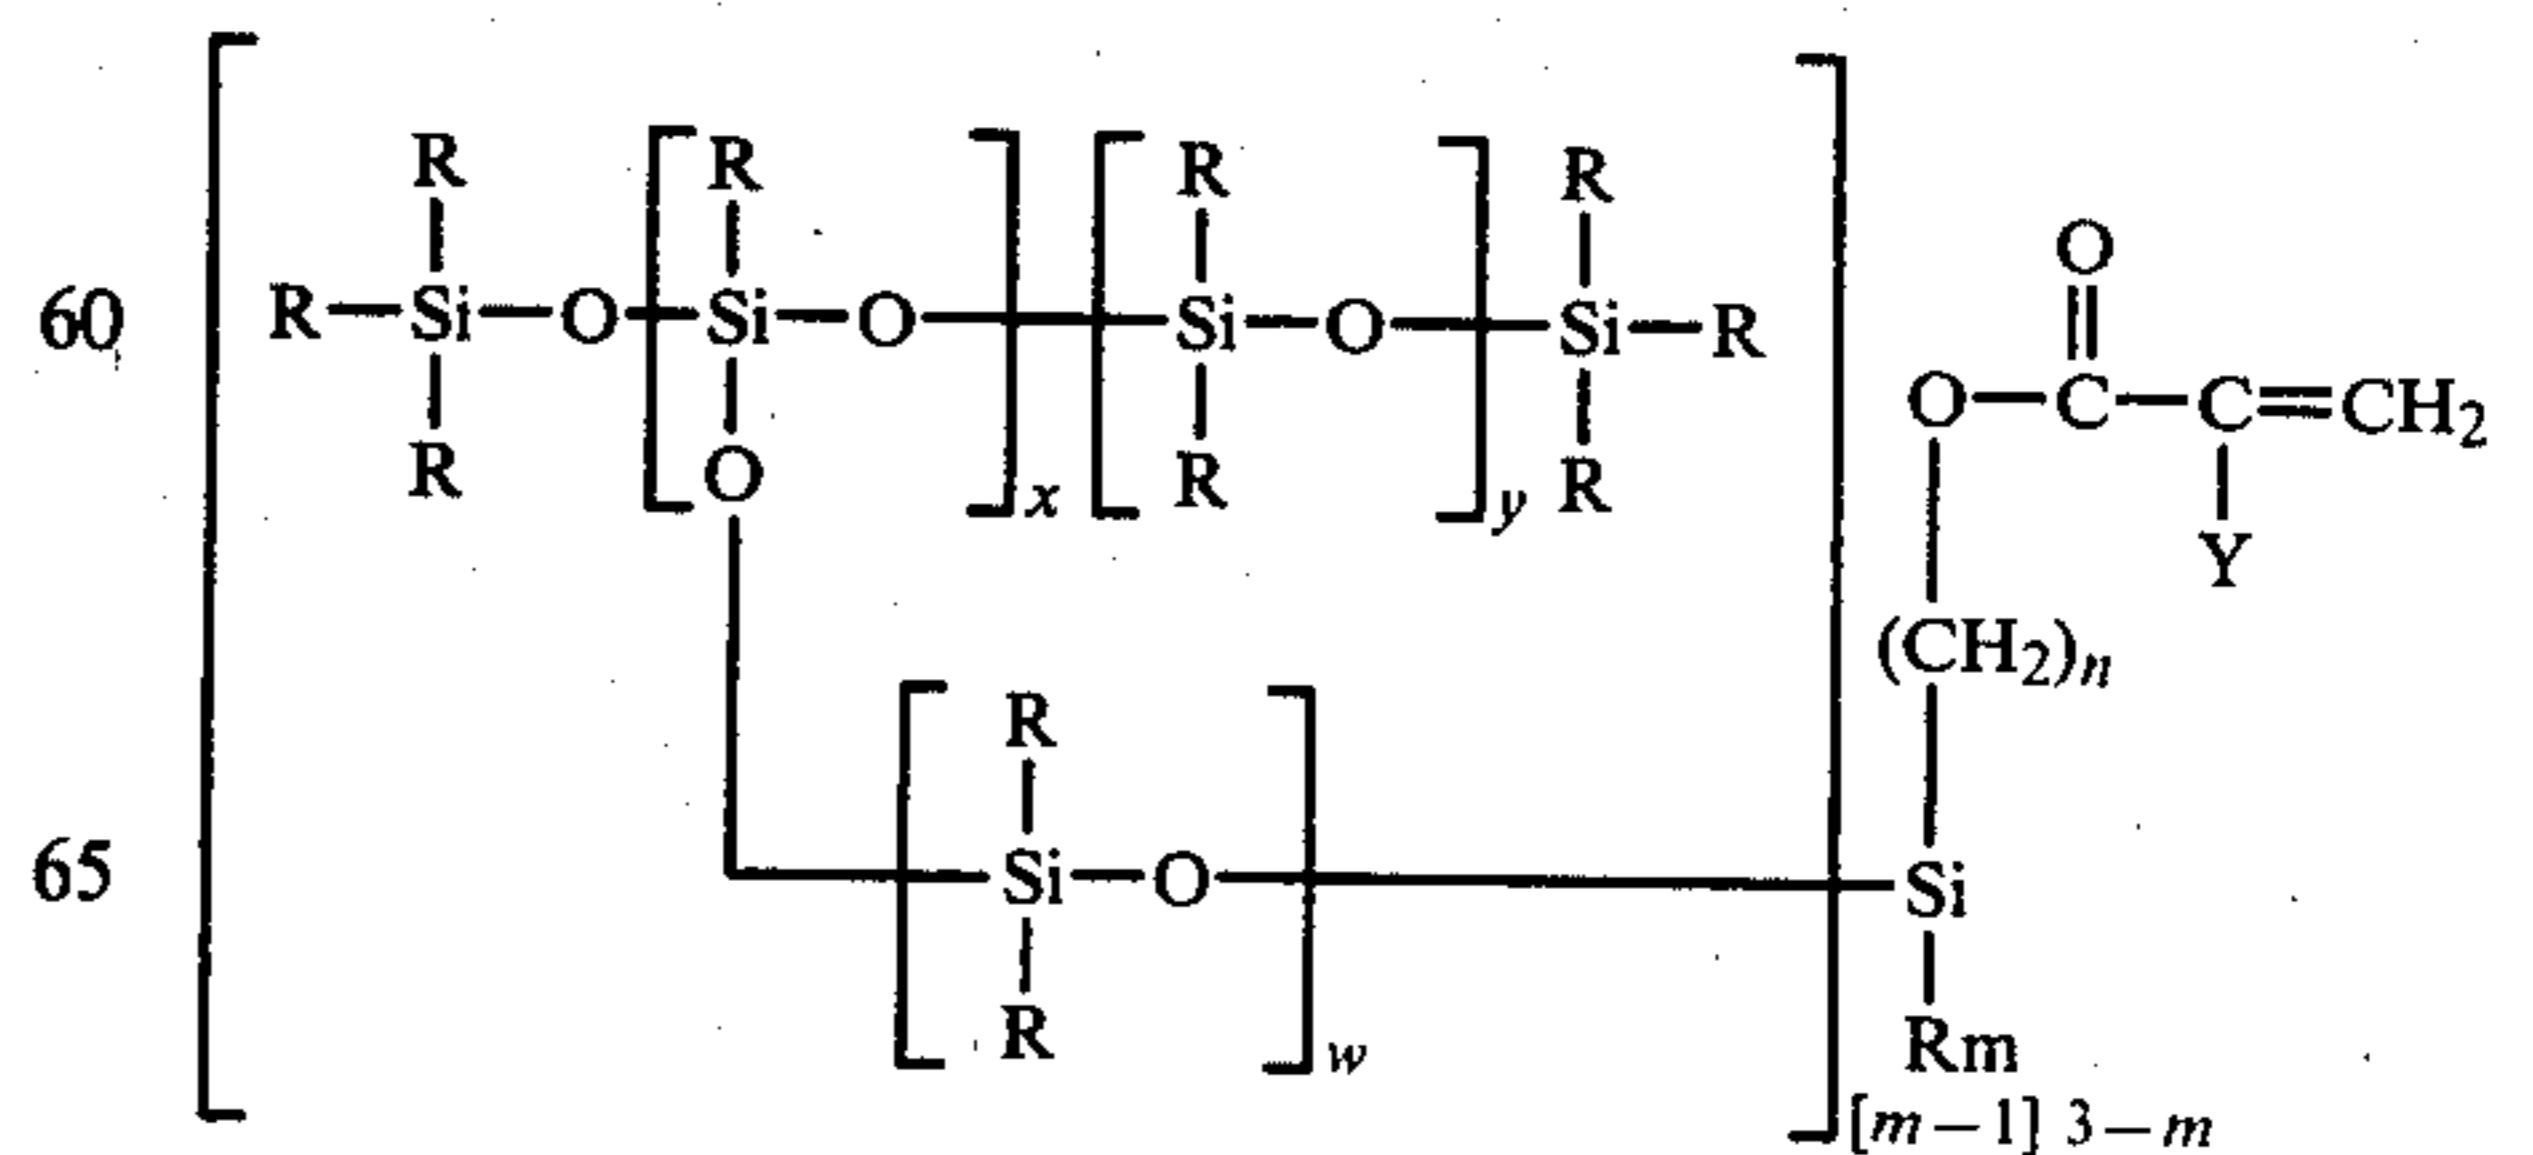 R R R R
60 R—Si—O—Si—O—Si—O—Si—R O
R O x R y R O—C—C=CH2
Y
(CH2)n
R
65 Si—O—Si
R w Rm
[m−1] 3−m